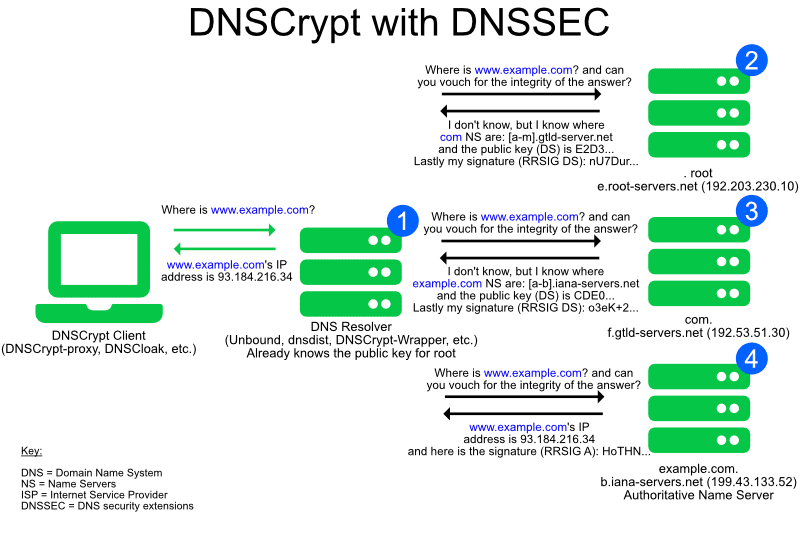 DNSCrypt with DNSSEC
2
Where is www.example.com? and can
you vouch for the integrity of the answer?
I don't know, but I know where
com NS are: [a-m].gtld-server.net
and the public key (DS) is E2D3...
Lastly my signature (RRSIG DS): nU7Dur...
. root
e.root-servers.net (192.203.230.10)
Where is www.example.com?
www.example.com's IP
address is 93.184.216.34
1
DNSCrypt Client
(DNSCrypt-proxy, DNSCloak, etc.)
DNS Resolver
(Unbound, dnsdist, DNSCrypt-Wrapper, etc.)
Already knows the public key for root
3
Where is www.example.com? and can
you vouch for the integrity of the answer?
I don't know, but I know where
example.com NS are: [a-b].iana-servers.net
and the public key (DS) is CDE0...
Lastly my signature (RRSIG DS): o3eK+2...
com.
f.gtld-servers.net (192.53.51.30)
4
Where is www.example.com? and can
you vouch for the integrity of the answer?
www.example.com's IP
address is 93.184.216.34
and here is the signature (RRSIG A): HoTHN...
example.com.
b.iana-servers.net (199.43.133.52)
Authoritative Name Server
Key:
DNS = Domain Name System
NS = Name Servers
ISP = Internet Service Provider
DNSSEC = DNS security extensions